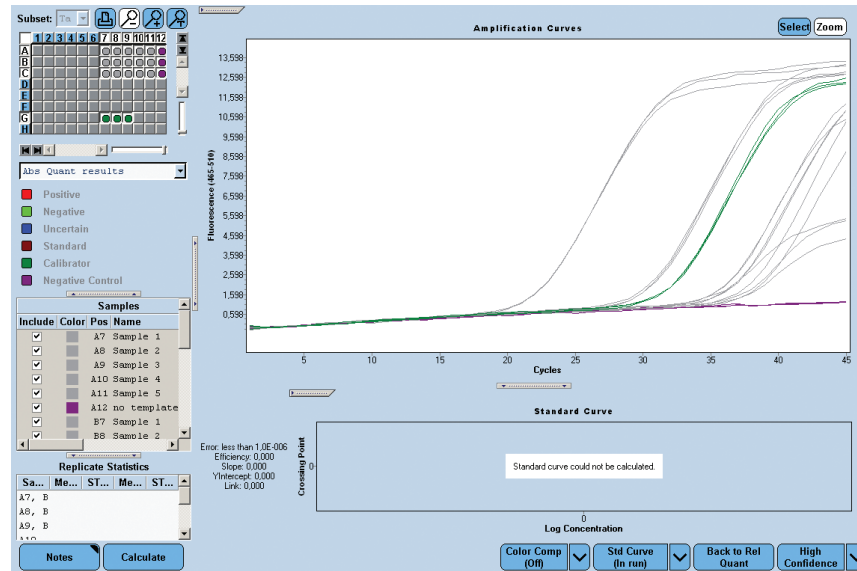 Subset: Tm
1 2 3 4 5 6 7 8 9 10 11 12
A
B
C
D
E
F
G
H
Abs Quant results
Positive
Negative
Uncertain
Standard
Calibrator
Negative Control
Samples
Include Color Pos Name
A7 Sample 1
A8 Sample 2
A9 Sample 3
A10 Sample 4
A11 Sample 5
A12 no template
B7 Sample 1
B8 Sample 2
Replicate Statistics
Sa... Me... ST... Me... ST...
A7, B
A8, B
A9, B
Notes
Calculate
Amplification Curves
Select
Zoom
Fluorescence (465-510)
13,598
12,598
11,598
10,598
9,598
8,598
7,598
6,598
5,598
4,598
3,598
2,598
1,598
0,598
5 10 15 20 25 30 35 40 45
Cycles
Standard Curve
Error: less than 1,0E-006
Efficiency: 0,000
Slope: 0,000
YIntercept: 0,000
Link: 0,000
Crossing Point
0
Standard curve could not be calculated.
0
Log Concentration
Color Comp
(Off)
Std Curve
(In run)
Back to Rel
Quant
High
Confidence